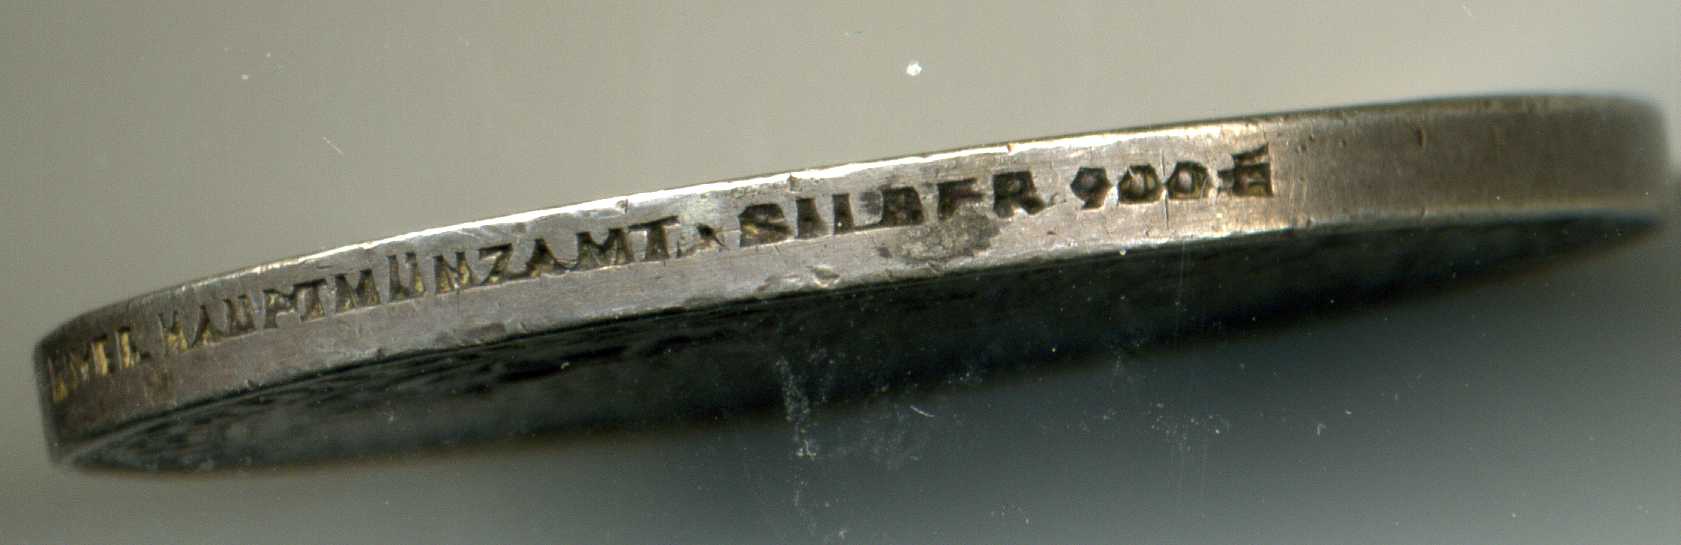 HAUPTMÜNZAMT. SILBER 900 f